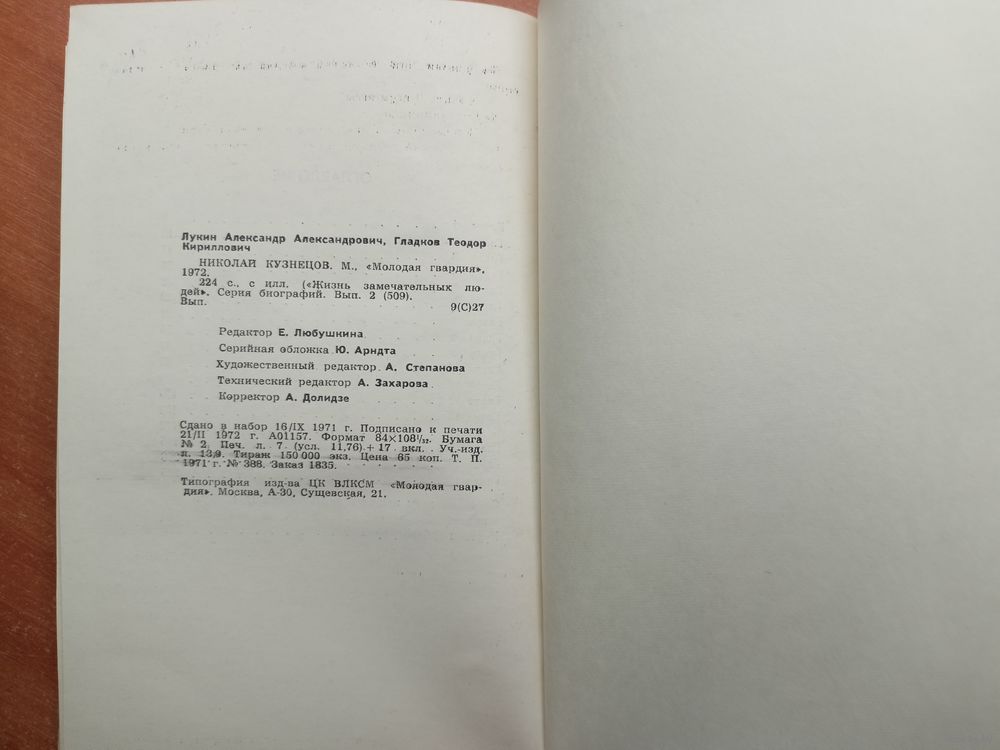 Лукин Александр Александрович, Гладков Теодор
Кириллович
НИКОЛАЙ КУЗНЕЦОВ. М., «Молодая гвардия»,
1972.
224 с., с илл. («Жизнь замечательных лю-
дей». Серия биографий. Вып. 2 (509).
Вып.
9(С)27
Редактор Е. Любушкина
Серийная обложка Ю. Арндта
Художественный редактор А. Степанова
Технический редактор А. Захарова
Корректор А. Долидзе
Сдано в набор 16/IX 1971 г. Подписано к печати
21/II 1972 г. А01157. Формат 84×108¹/₃₂. Бумага
№ 2. Печ. л. 7 (усл. 11,76) + 17 вкл. Уч.-изд.
л. 13,9. Тираж 150 000 экз. Цена 65 коп. Т. П.
1971 г. № 388. Заказ 1835.
Типография изд-ва ЦК ВЛКСМ «Молодая гвар-
дия». Москва, А-30, Сущевская, 21.